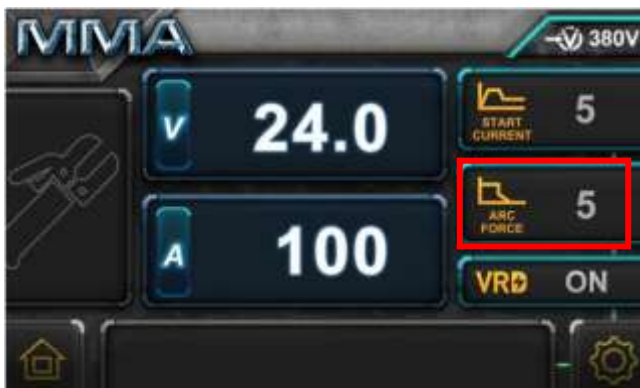 MMA
380V
V 24.0
START CURRENT 5
A 100
ARC FORCE 5
VRD ON